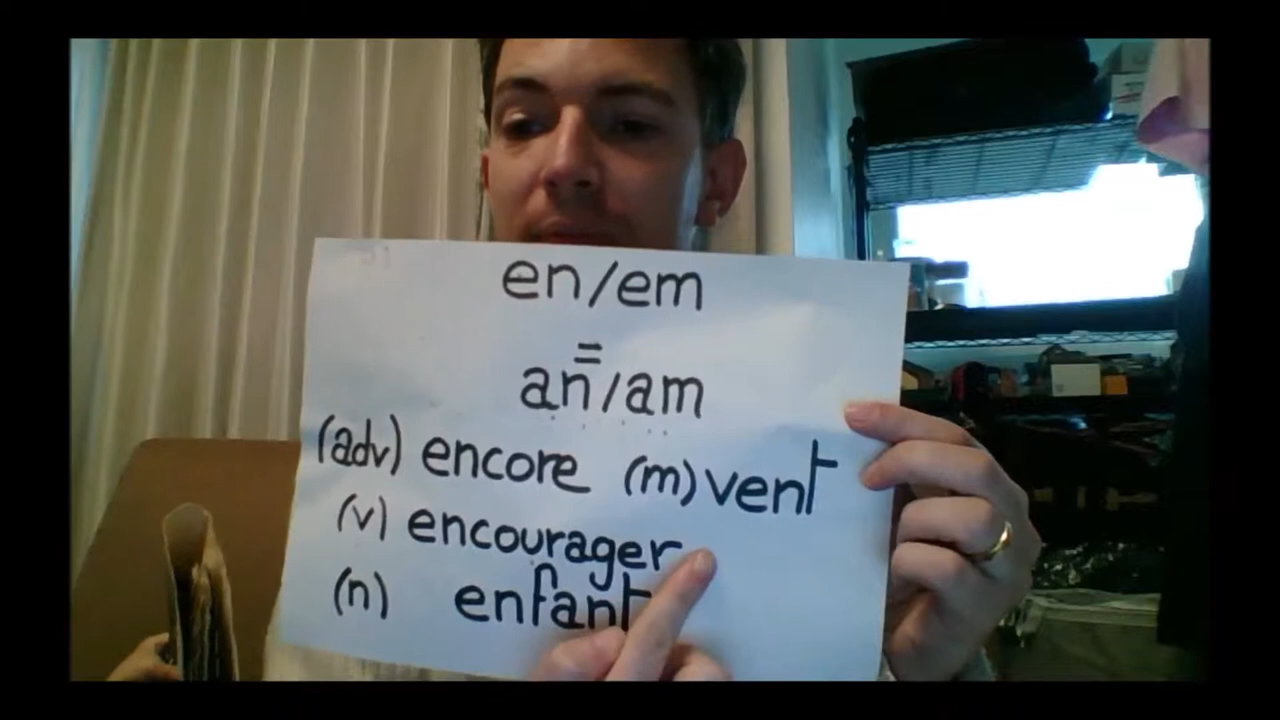 en/em
=
an/am
(adv) encore (m) vent
(v) encourager
(n) enfant